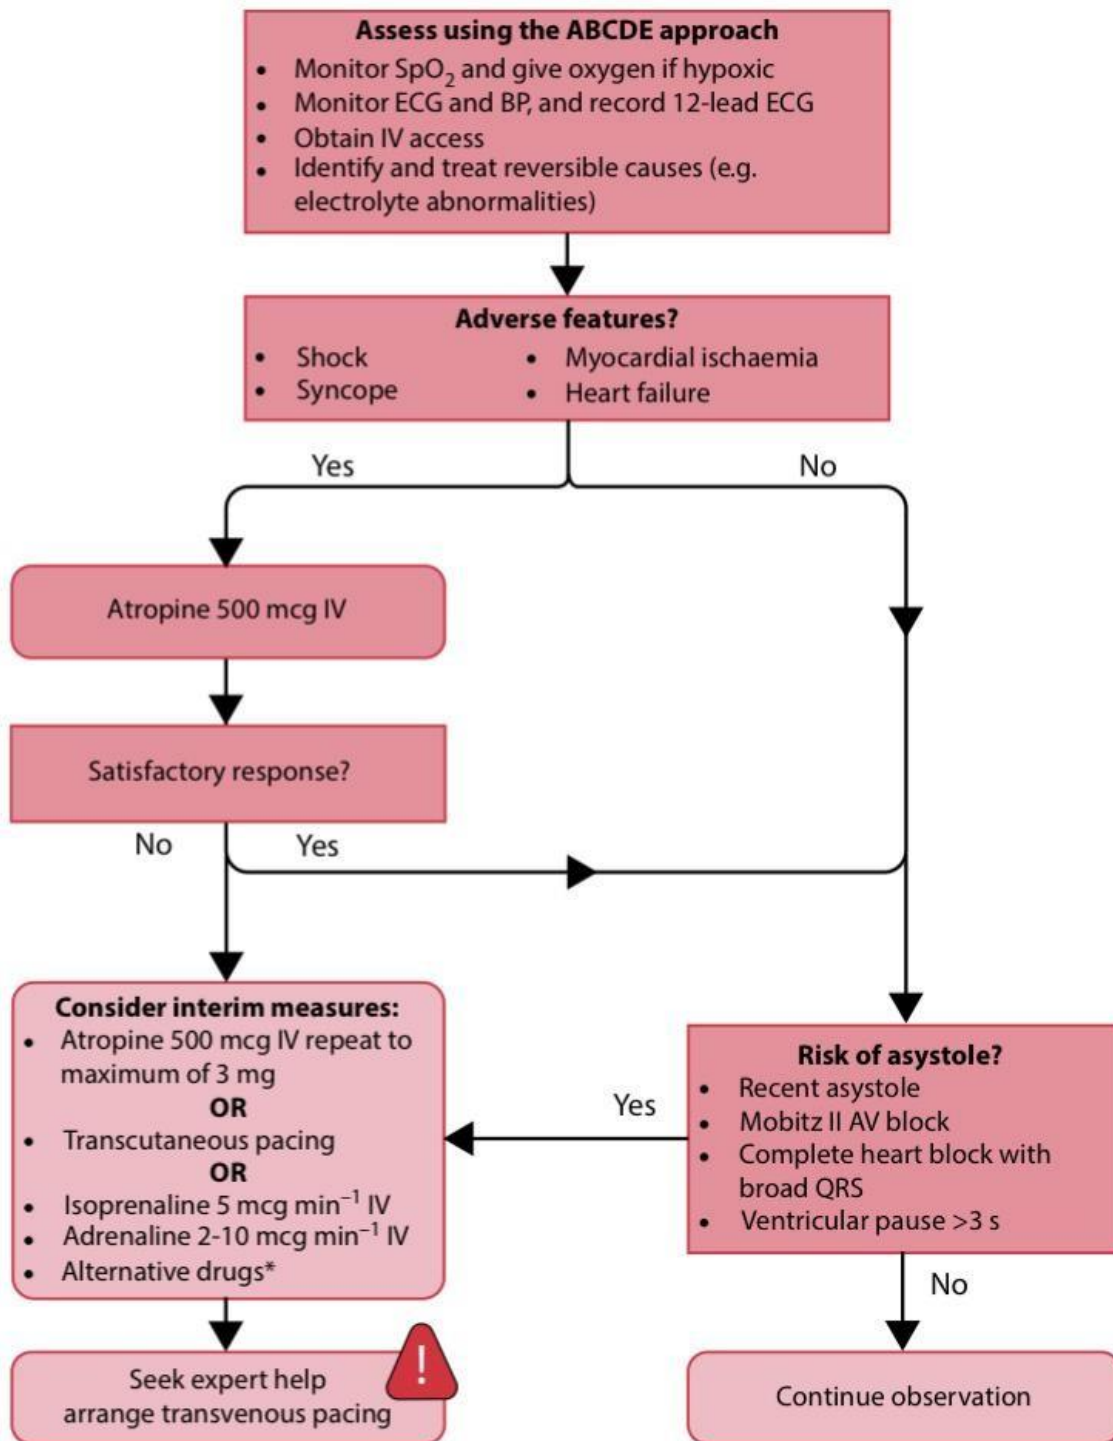 Assess using the ABCDE approach
• Monitor SpO₂ and give oxygen if hypoxic
• Monitor ECG and BP, and record 12-lead ECG
• Obtain IV access
• Identify and treat reversible causes (e.g.
electrolyte abnormalities)
Adverse features?
• Shock
• Syncope
• Myocardial ischaemia
• Heart failure
Yes
No
Atropine 500 mcg IV
Satisfactory response?
No
Yes
Consider interim measures:
• Atropine 500 mcg IV repeat to
maximum of 3 mg
OR
• Transcutaneous pacing
OR
• Isoprenaline 5 mcg min⁻¹ IV
• Adrenaline 2-10 mcg min⁻¹ IV
• Alternative drugs*
Yes
Risk of asystole?
• Recent asystole
• Mobitz II AV block
• Complete heart block with
broad QRS
• Ventricular pause >3 s
No
!
Seek expert help
arrange transvenous pacing
Continue observation